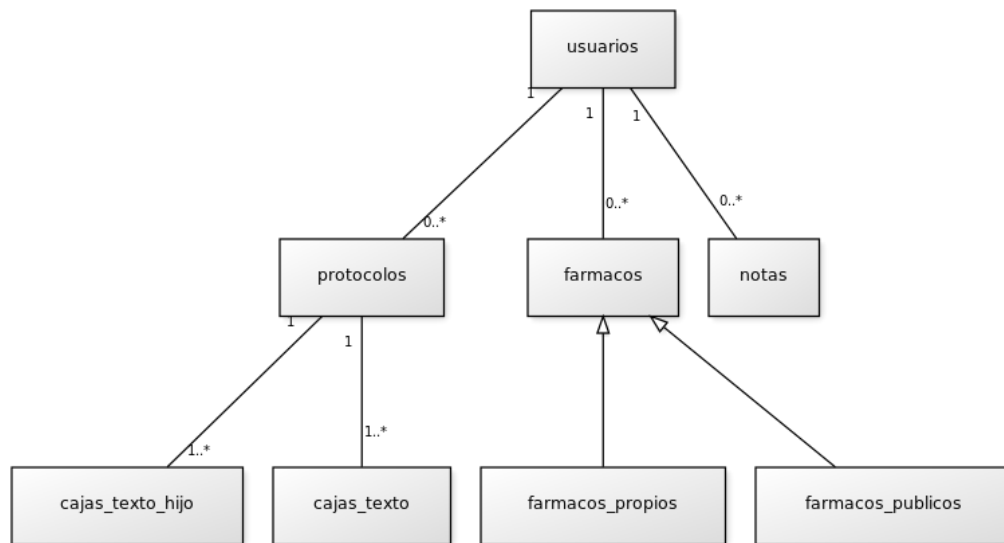 usuarios
1
1
1
0..*
0..*
0..*
protocolos
farmacos
notas
1
1
1..*
1..*
cajas_texto_hijo
cajas_texto
farmacos_propios
farmacos_publicos